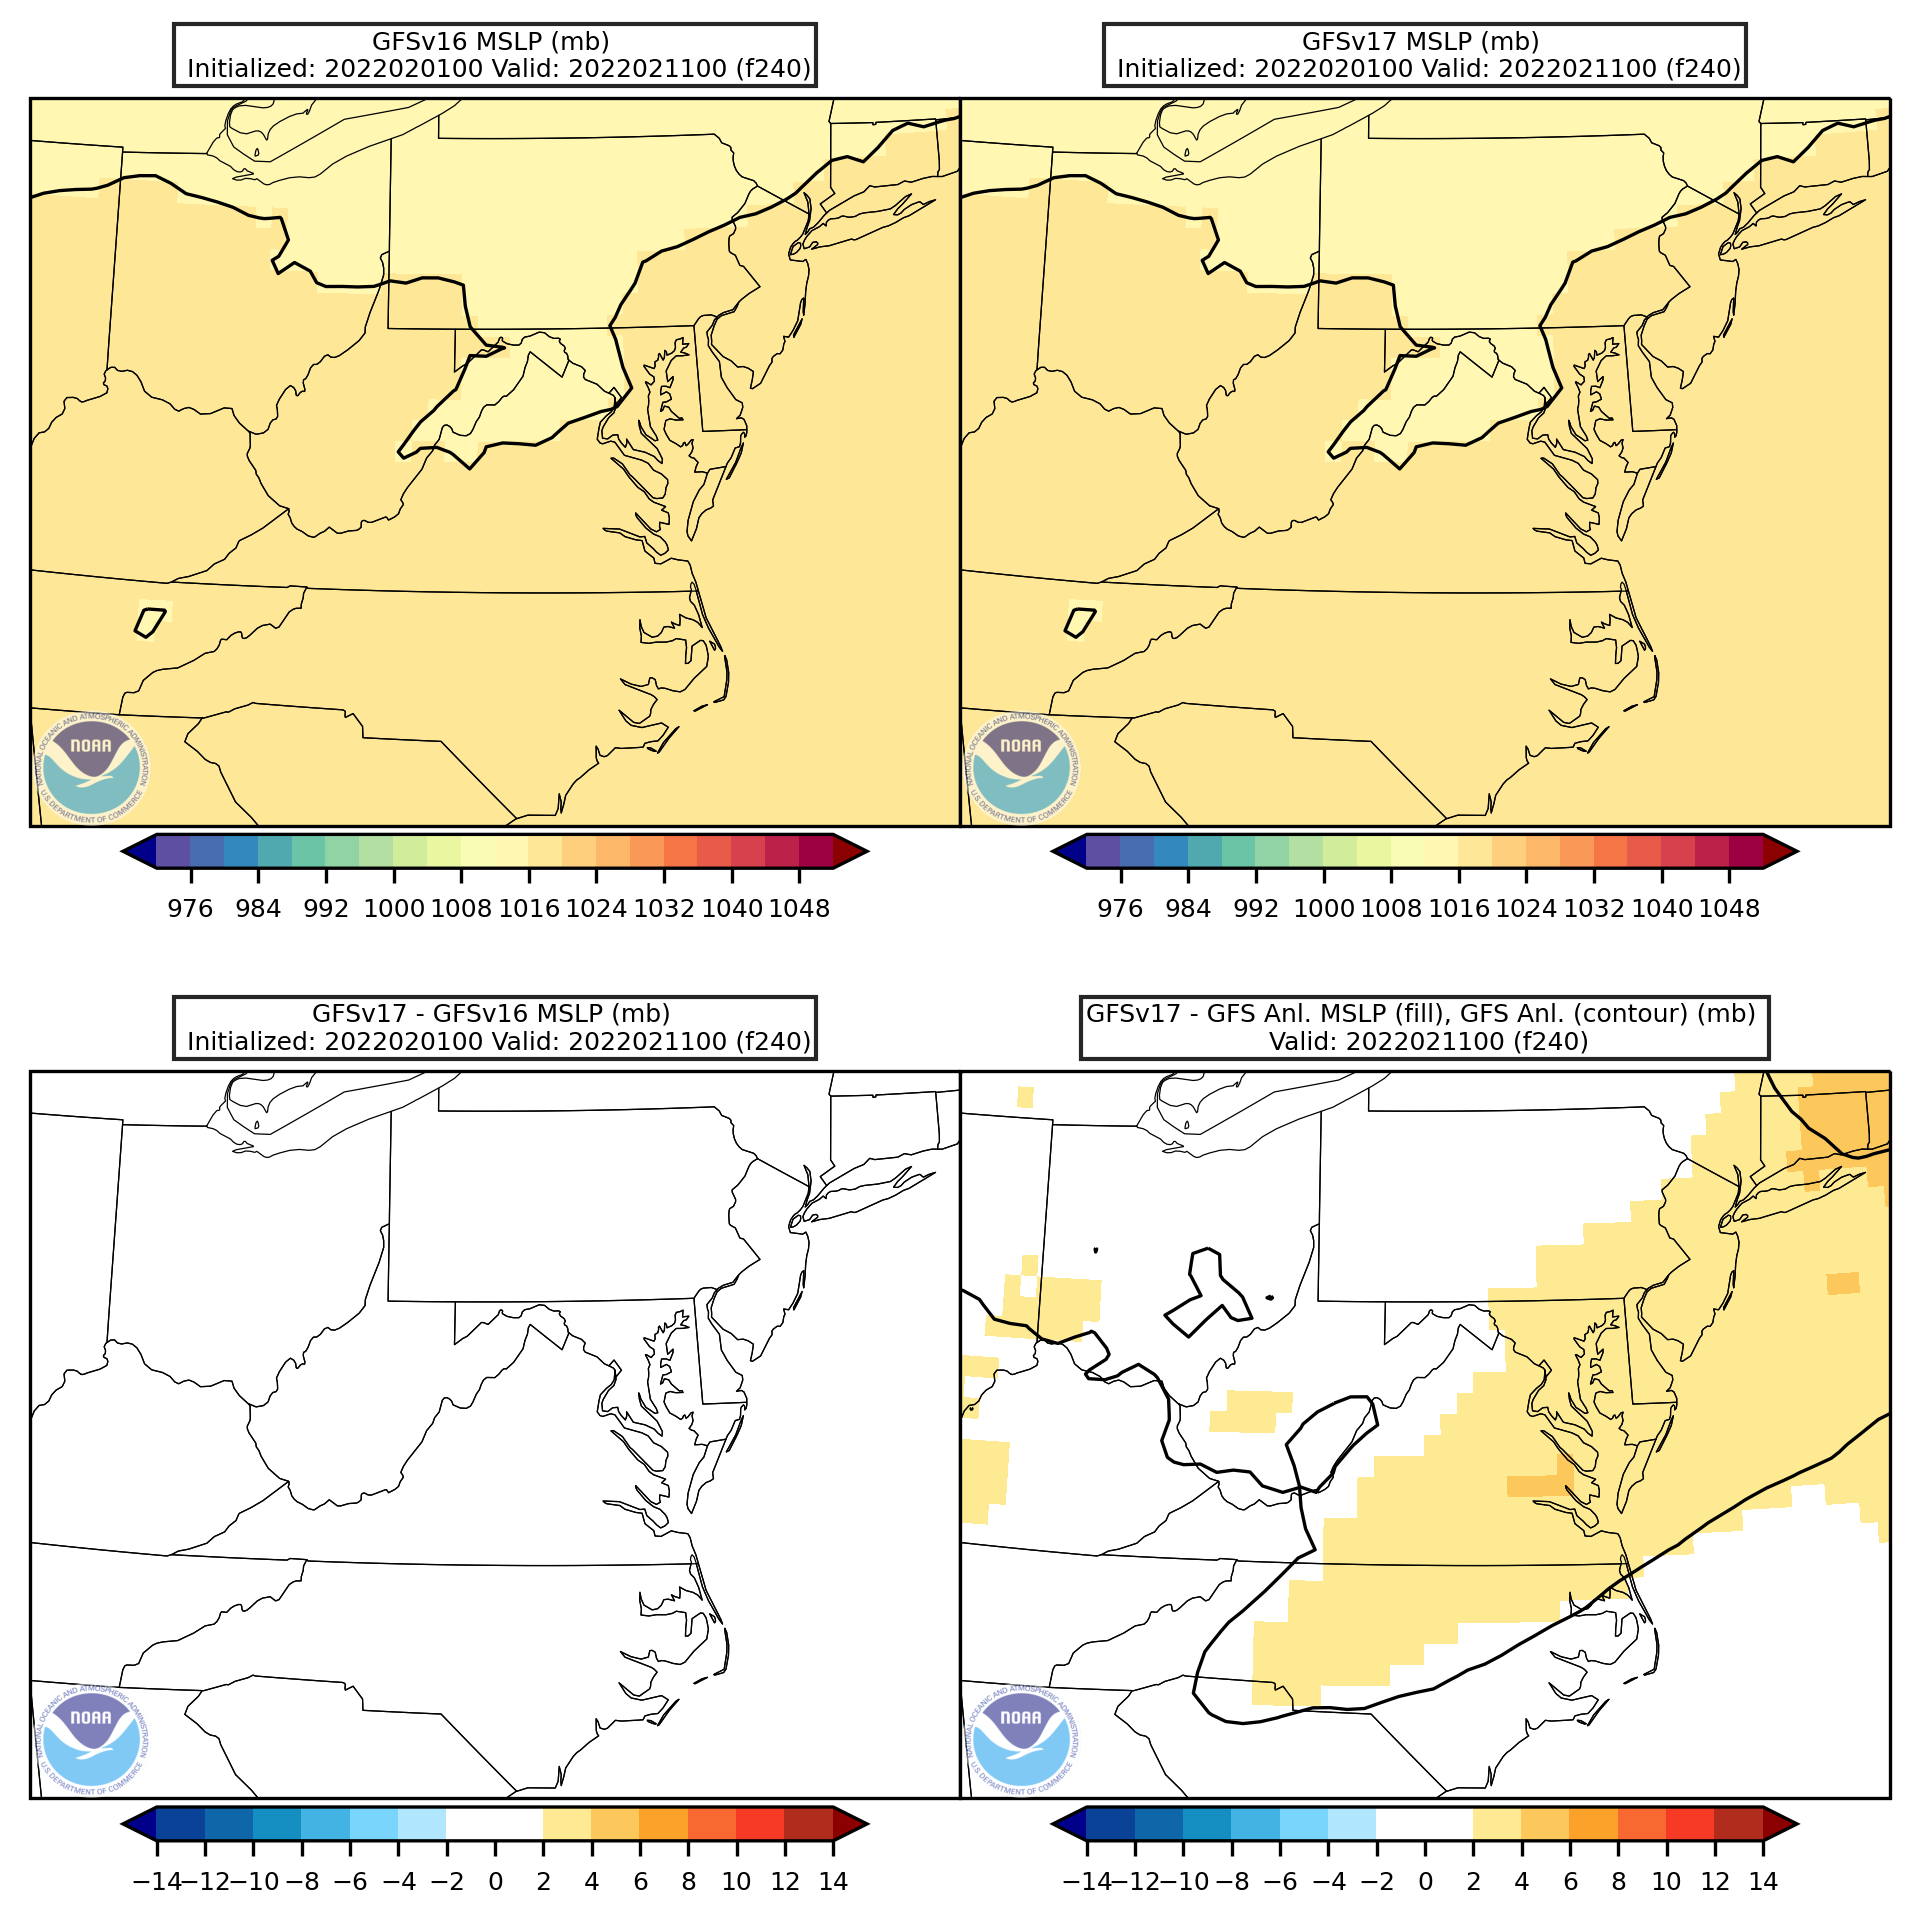 GFSv16 MSLP (mb)
Initialized: 2022020100 Valid: 2022021100 (f240)
GFSv17 MSLP (mb)
Initialized: 2022020100 Valid: 2022021100 (f240)
NATIONAL OCEANIC AND ATMOSPHERIC ADMINISTRATION
NOAA
U.S. DEPARTMENT OF COMMERCE
NATIONAL OCEANIC AND ATMOSPHERIC ADMINISTRATION
NOAA
U.S. DEPARTMENT OF COMMERCE
976 984 992 1000 1008 1016 1024 1032 1040 1048
976 984 992 1000 1008 1016 1024 1032 1040 1048
GFSv17 - GFSv16 MSLP (mb)
Initialized: 2022020100 Valid: 2022021100 (f240)
GFSv17 - GFS Anl. MSLP (fill), GFS Anl. (contour) (mb)
Valid: 2022021100 (f240)
NATIONAL OCEANIC AND ATMOSPHERIC ADMINISTRATION
NOAA
U.S. DEPARTMENT OF COMMERCE
NATIONAL OCEANIC AND ATMOSPHERIC ADMINISTRATION
NOAA
U.S. DEPARTMENT OF COMMERCE
−14 −12 −10 −8 −6 −4 −2 0 2 4 6 8 10 12 14
−14 −12 −10 −8 −6 −4 −2 0 2 4 6 8 10 12 14